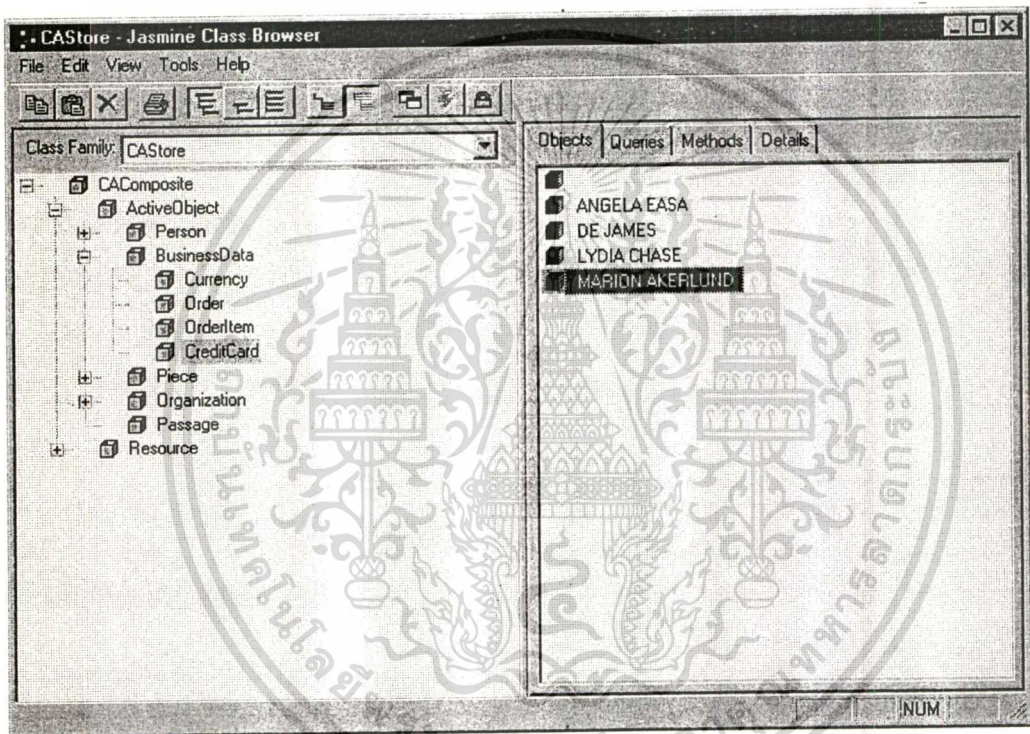 CAStore - Jasmine Class Browser
File Edit View Tools Help
Class Family: CAStore
CAComposite
ActiveObject
Person
BusinessData
Currency
Order
OrderItem
CreditCard
Piece
Organization
Passage
Resource
Objects Queries Methods Details
ANGELA EASA
DE JAMES
LYDIA CHASE
MARION AKERLUND
NUM